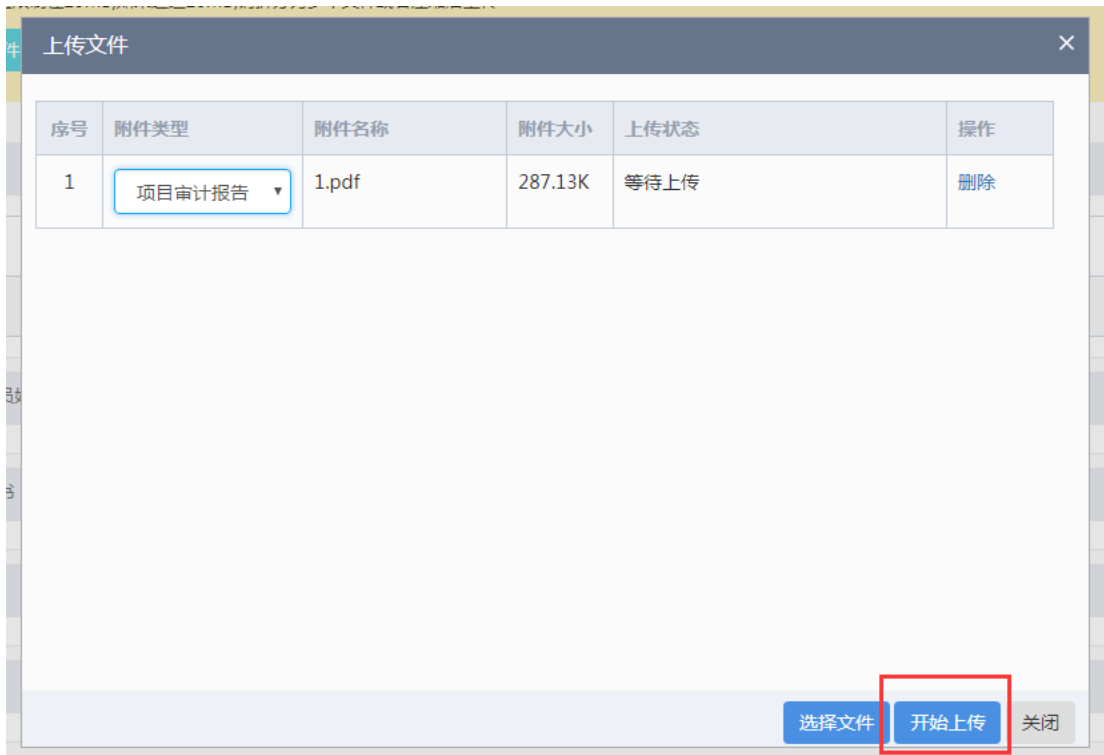 上传文件
序号 附件类型 附件名称 附件大小 上传状态 操作
1 项目审计报告 1.pdf 287.13K 等待上传 删除
件
书
选择文件 开始上传 关闭